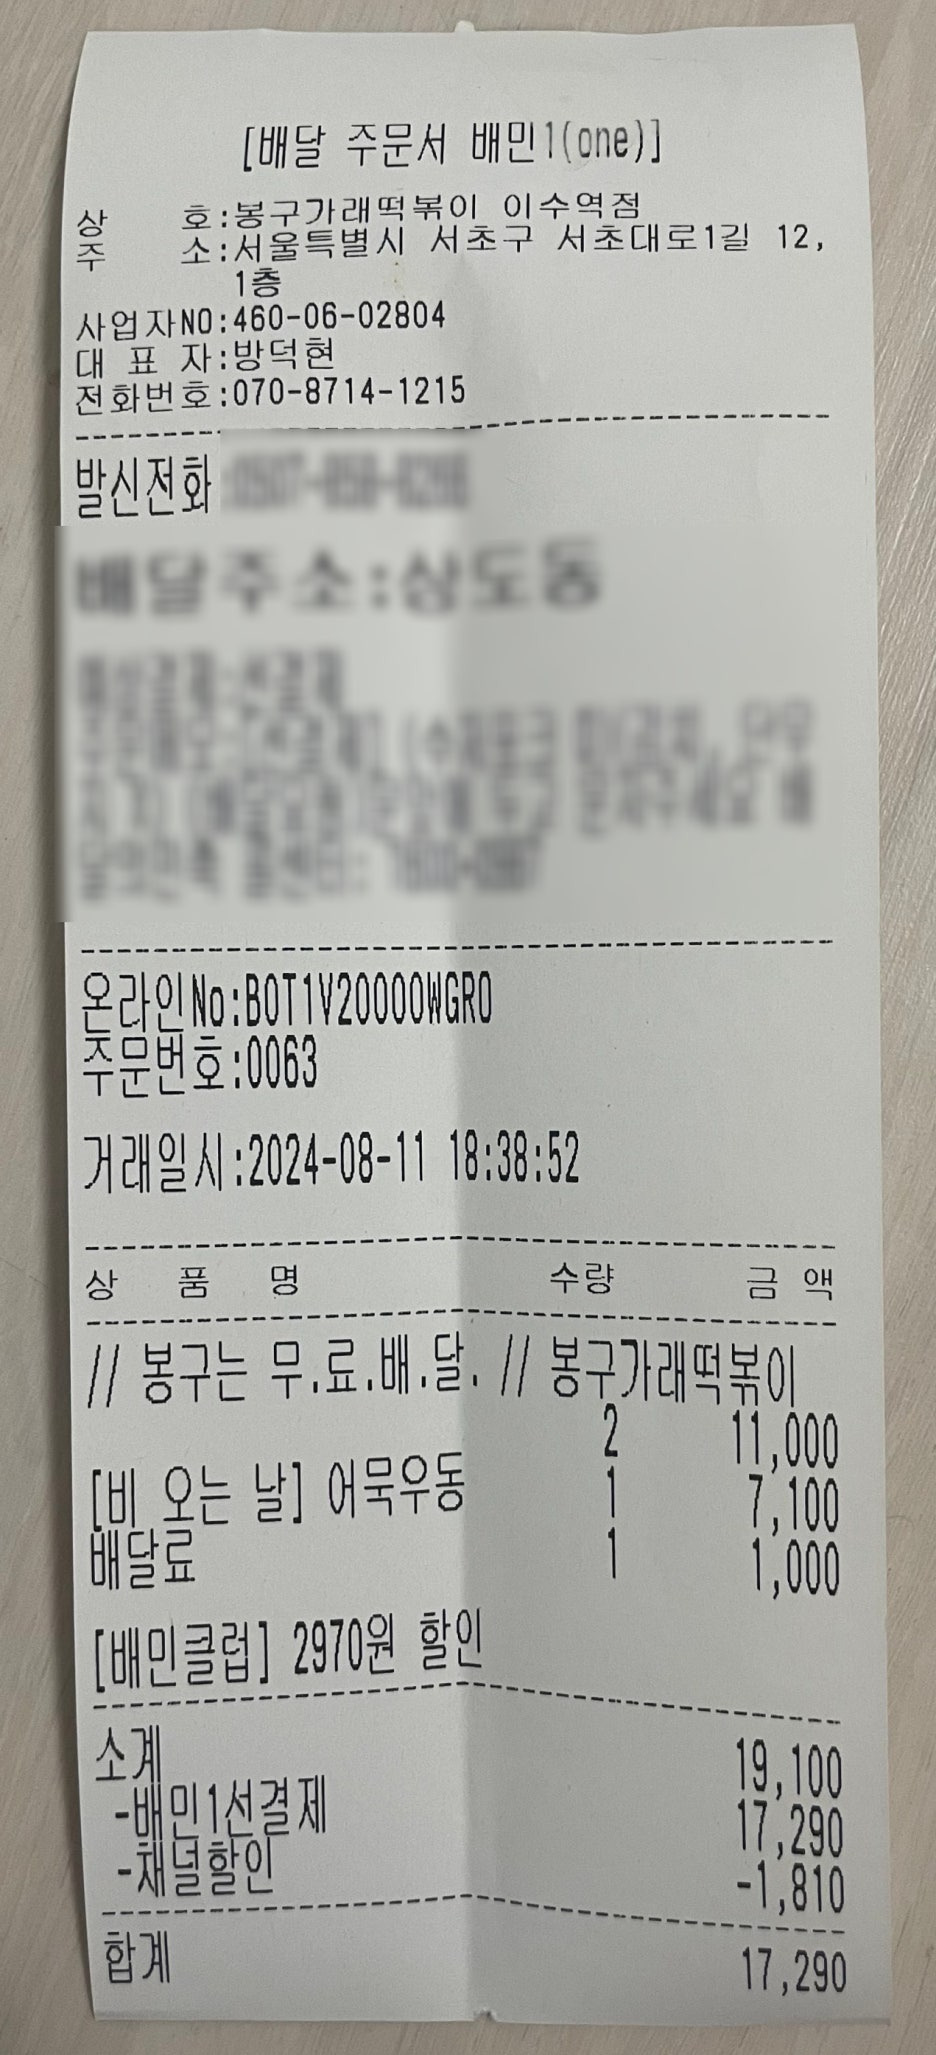 [배달 주문서 배민1(one)]
상 호:봉구가래떡볶이 이수역점
주 소:서울특별시 서초구 서초대로1길 12,
1층
사업자NO:460-06-02804
대 표 자:방덕현
전화번호:070-8714-1215
발신전화
배달주소:상도동
온라인No:B0T1V20000WGR0
주문번호:0063
거래일시:2024-08-11 18:38:52
상 품 명 수량 금 액
// 봉구는 무.료.배.달. // 봉구가래떡볶이
2 11,000
[비 오는 날] 어묵우동 1 7,100
배달료 1 1,000
[배민클럽] 2970원 할인
소계 19,100
-배민1선결제 17,290
-채널할인 -1,810
합계 17,290